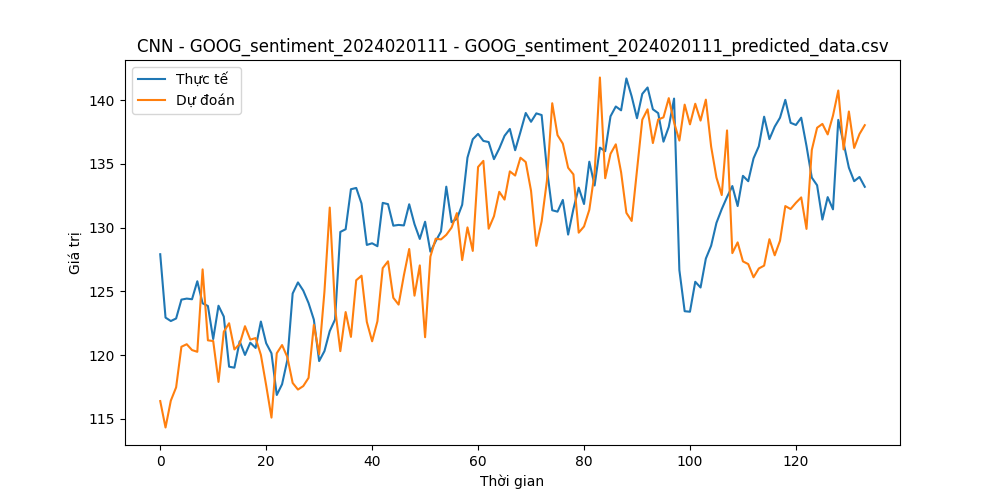 CNN - GOOG_sentiment_2024020111 - GOOG_sentiment_2024020111_predicted_data.csv
Thực tế
Dự đoán
140
135
130
125
120
115
Giá trị
0 20 40 60 80 100 120
Thời gian